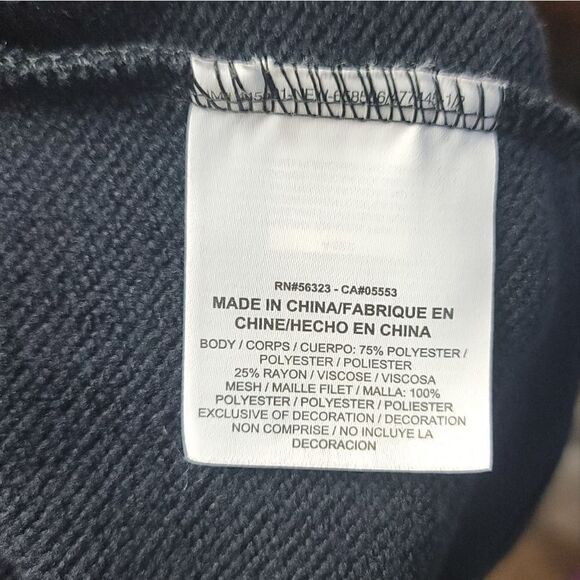 RN#56323 - CA#05553
MADE IN CHINA/FABRIQUE EN
CHINE/HECHO EN CHINA
BODY / CORPS / CUERPO: 75% POLYESTER /
POLYESTER / POLIESTER
25% RAYON / VISCOSE / VISCOSA
MESH / MAILLE FILET / MALLA: 100%
POLYESTER / POLYESTER / POLIESTER
EXCLUSIVE OF DECORATION / DECORATION
NON COMPRISE / NO INCLUYE LA
DECORACION